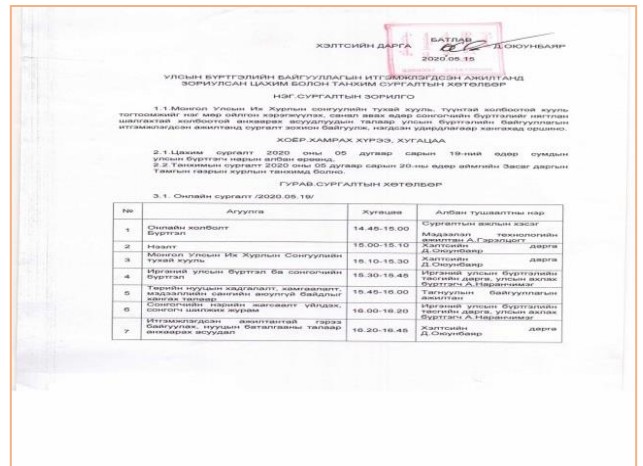 БАТЛАВ
ХЭЛТСИЙН ДАРГА Д.ОЮУНБАЯР
2020.05.15
УЛСЫН БҮРТГЭЛИЙН БАЙГУУЛЛАГЫН ИТГЭМЖЛЭГДСЭН АЖИЛТАНД
ЗОРИУЛСАН ЦАХИМ БОЛОН ТАНХИМ СУРГАЛТЫН ХӨТӨЛБӨР
НЭГ.СУРГАЛТЫН ЗОРИЛГО
1.1.Монгол Улсын Их Хурлын сонгуулийн тухай хууль, түүнтэй холбоотой хууль
тогтоомжийг нэг мөр ойлгон хэрэгжүүлэх, санал авах өдөр сонгогчийн бүртгэлийг нягтлан
шалгахтай холбоотой анхаарах асуудлуудын талаар улсын бүртгэлийн байгууллагын
итгэмжлэгдсэн ажилтанд сургалт зохион байгуулж, нэгдсэн удирдлагаар хангахад оршино.
ХОЁР.ХАМРАХ ХҮРЭЭ, ХУГАЦАА
2.1.Цахим сургалт 2020 оны 05 дугаар сарын 19-ний өдөр сумдын
улсын бүртгэгч нарын албан өрөөнд,
2.2 Танхимын сургалт 2020 оны 05 дугаар сарын 20-ны өдөр аймгийн Засаг даргын
Тамгын газрын хурлын танхимд болно.
ГУРАВ.СУРГАЛТЫН ХӨТӨЛБӨР
3.1. Онлайн сургалт /2020.05.19/
№ Агуулга Хугацаа Албан тушаалтны нэр
1 Онлайн холболт Бүртгэл 14.45-15.00 Сургалтын ажлын хэсэг Мэдээлэл технологийн ажилтан А.Гэрэлцогт
2 Нээлт 15.00-15.10 Хэлтсийн дарга Д.Оюунбаяр
3 Монгол Улсын Их Хурлын Сонгуулийн тухай хууль 15.10-15.30 Хэлтсийн дарга Д.Оюунбаяр
4 Иргэний улсын бүртгэл ба сонгогчийн бүртгэл 15.30-15.45 Иргэний улсын бүртгэлийн тасгийн дарга, улсын ахлах бүртгэгч А.Наранчимэг
5 Төрийн нууцын хадгалалт, хамгаалалт, мэдээллийн сангийн аюулгүй байдлыг хангах талаар 15.45-16.00 Тагнуулын байгууллагын ажилтан
6 Сонгогчийн нэрийн жагсаалт үйлдэх, сонгогч шилжих журам 16.00-16.20 Иргэний улсын бүртгэлийн тасгийн дарга, улсын ахлах бүртгэгч А.Наранчимэг
7 Итгэмжлэгдсэн ажилтантай гэрээ байгуулах, нууцын баталгааны талаар анхаарах асуудал 16.20-16.45 Хэлтсийн дарга Д.Оюунбаяр